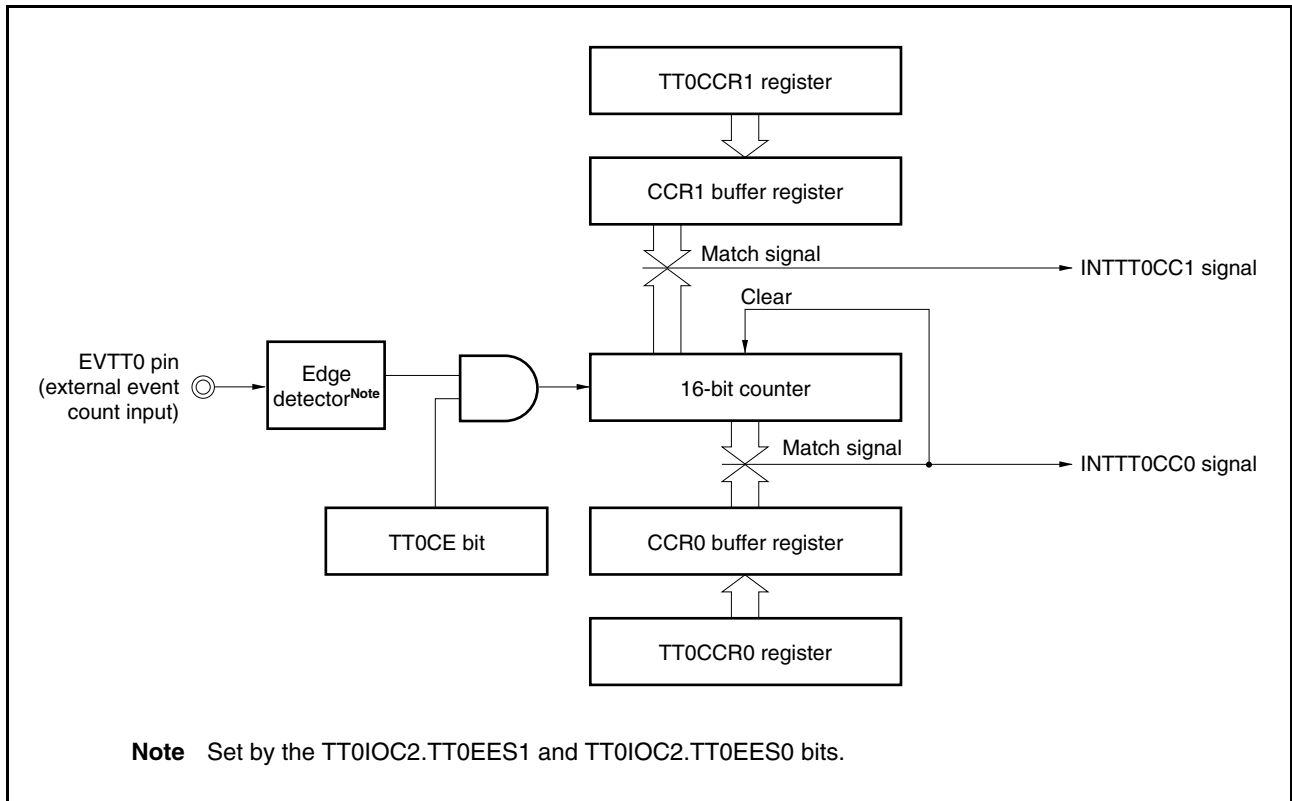 TT0CCR1 register
CCR1 buffer register
Match signal
INTTT0CC1 signal
Clear
EVTT0 pin
(external event
count input)
Edge
detectorNote
16-bit counter
Match signal
INTTT0CC0 signal
TT0CE bit
CCR0 buffer register
TT0CCR0 register
Note Set by the TT0IOC2.TT0EES1 and TT0IOC2.TT0EES0 bits.